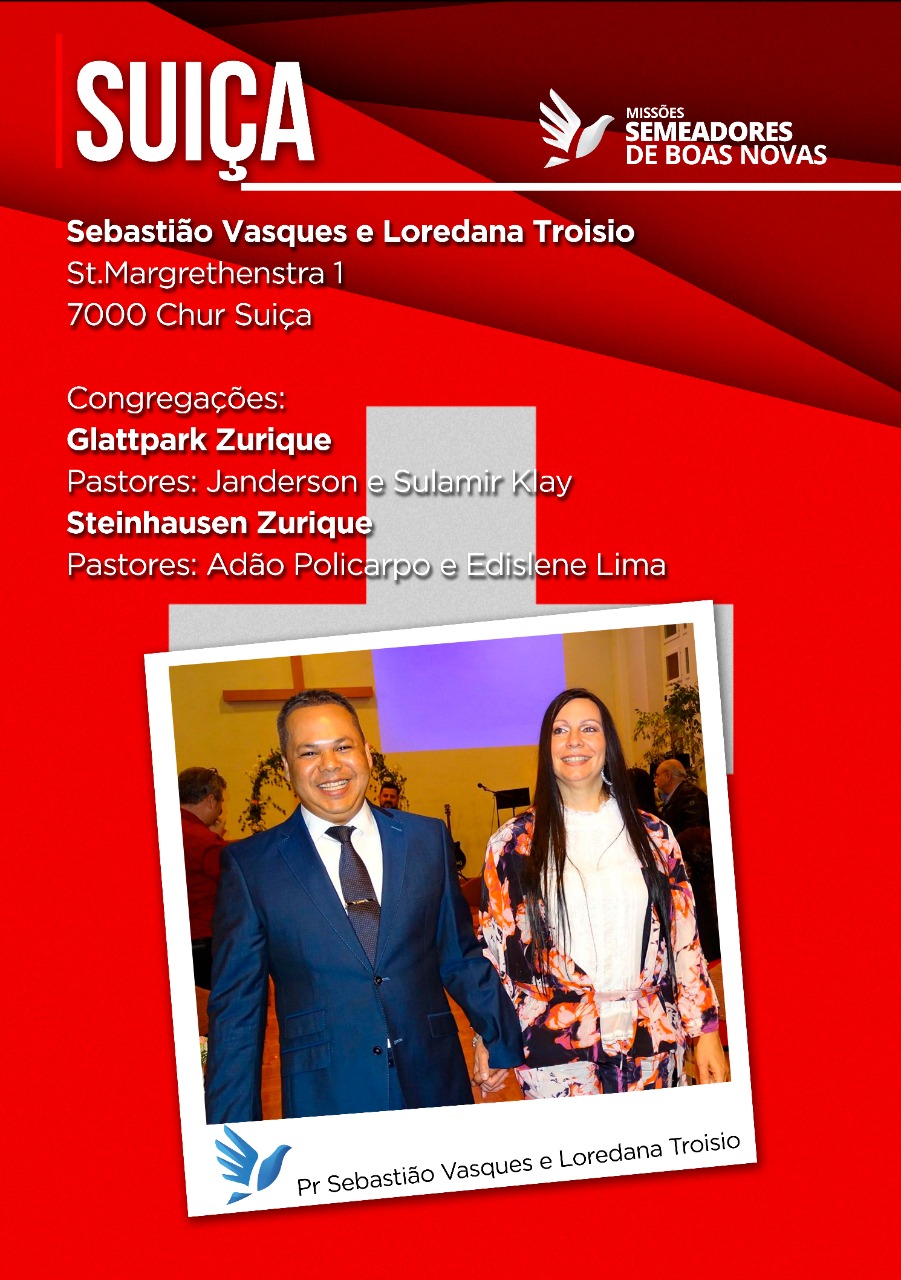 SUIÇA
MISSÕES
SEMEADORES
DE BOAS NOVAS
Sebastião Vasques e Loredana Troisio
St.Margrethenstra 1
7000 Chur Suiça
Congregações:
Glattpark Zurique
Pastores: Janderson e Sulamir Klay
Steinhausen Zurique
Pastores: Adão Policarpo e Edislene Lima
Pr Sebastião Vasques e Loredana Troisio